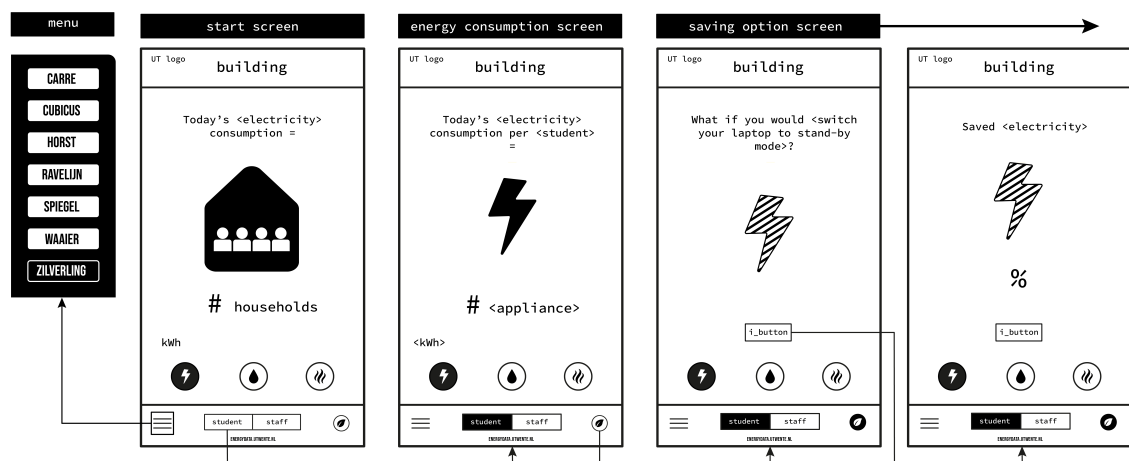 menu
CARRE
CUBICUS
HORST
RAVELIJN
SPIEGEL
WAAIER
ZILVERLING
start screen
UT logo
building
Today's <electricity>
consumption =
# households
kWh
student staff
ENERGYDATA.UTWENTE.NL
energy consumption screen
UT logo
building
Today's <electricity>
consumption per <student>
=
# <appliance>
<kWh>
student staff
ENERGYDATA.UTWENTE.NL
saving option screen
UT logo
building
What if you would <switch
your laptop to stand-by
mode>?
i_button
student staff
ENERGYDATA.UTWENTE.NL
UT logo
building
Saved <electricity>
%
i_button
student staff
ENERGYDATA.UTWENTE.NL